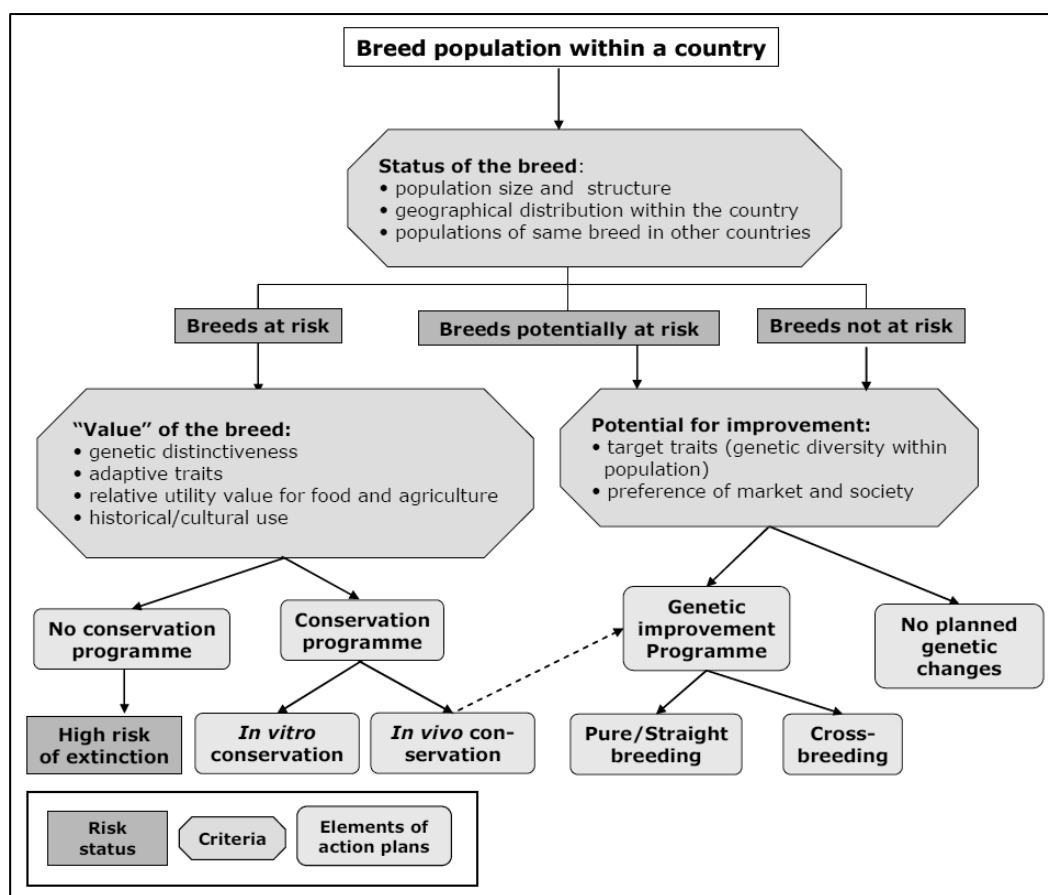 Breed population within a country
Status of the breed:
• population size and structure
• geographical distribution within the country
• populations of same breed in other countries
Breeds at risk
Breeds potentially at risk
Breeds not at risk
“Value” of the breed:
• genetic distinctiveness
• adaptive traits
• relative utility value for food and agriculture
• historical/cultural use
Potential for improvement:
• target traits (genetic diversity within
population)
• preference of market and society
No conservation
programme
Conservation
programme
Genetic
improvement
Programme
No planned
genetic
changes
High risk
of extinction
In vitro
conservation
In vivo con-
servation
Pure/Straight
breeding
Cross-
breeding
Risk
status
Criteria
Elements of
action plans